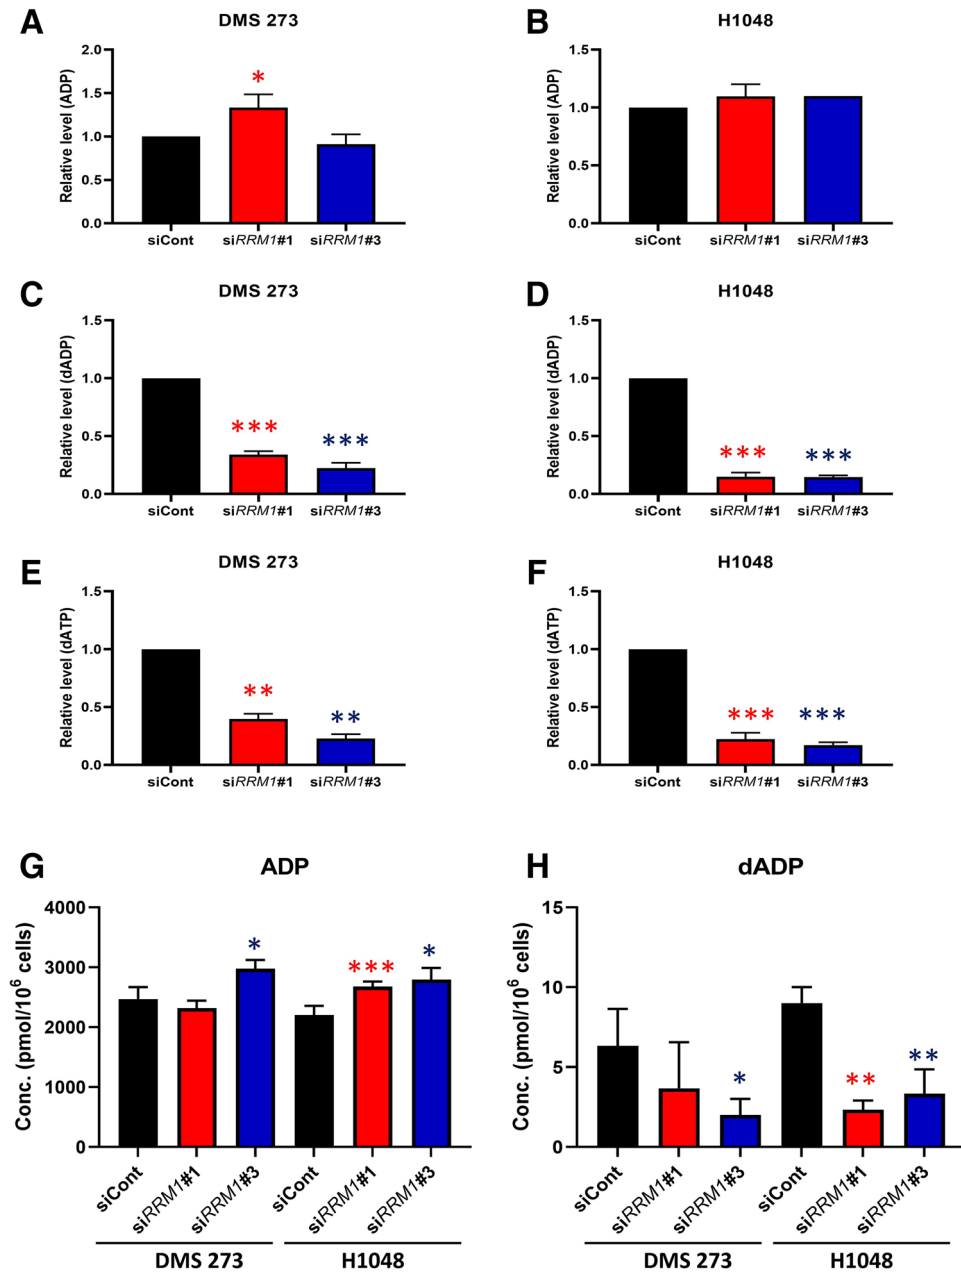 A
DMS 273
Relative level (ADP)
2.0
1.5
1.0
0.5
0.0
*
siCont
siRRM1#1
siRRM1#3
B
H1048
Relative level (ADP)
1.5
1.0
0.5
0.0
siCont
siRRM1#1
siRRM1#3
C
DMS 273
Relative level (dADP)
1.5
1.0
0.5
0.0
***
***
siCont
siRRM1#1
siRRM1#3
D
H1048
Relative level (dADP)
1.5
1.0
0.5
0.0
***
***
siCont
siRRM1#1
siRRM1#3
E
DMS 273
Relative level (dATP)
1.5
1.0
0.5
0.0
**
**
siCont
siRRM1#1
siRRM1#3
F
H1048
Relative level (dATP)
1.5
1.0
0.5
0.0
***
***
siCont
siRRM1#1
siRRM1#3
G
ADP
Conc. (pmol/10⁶ cells)
4000
3000
2000
1000
0
*
***
*
siCont
siRRM1#1
siRRM1#3
siCont
siRRM1#1
siRRM1#3
DMS 273
H1048
H
dADP
Conc. (pmol/10⁶ cells)
15
10
5
0
*
**
**
siCont
siRRM1#1
siRRM1#3
siCont
siRRM1#1
siRRM1#3
DMS 273
H1048